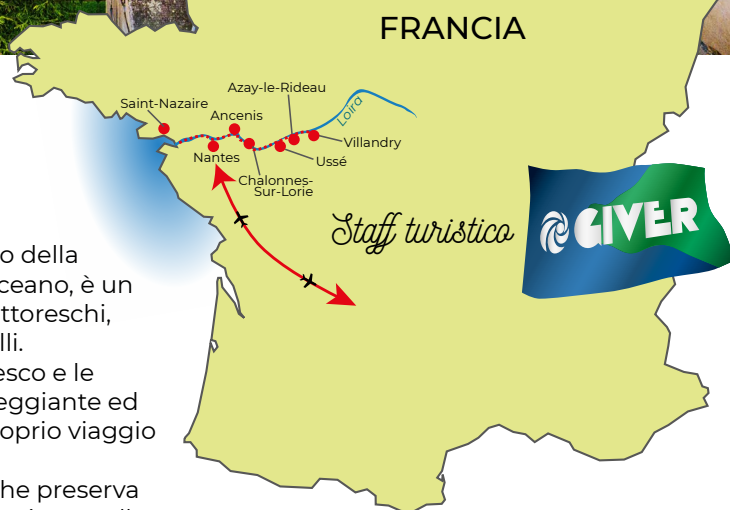 FRANCIA
Azay-le-Rideau
Saint-Nazaire
Ancenis
Loira
Villandry
Nantes
Ussé
Chalonnes-
Sur-Lorie
Staff turistico
GIVER
o della
ceano, è un
ttoreschi,
lli.
esco e le
eggiante ed
oprio viaggio
he preserva